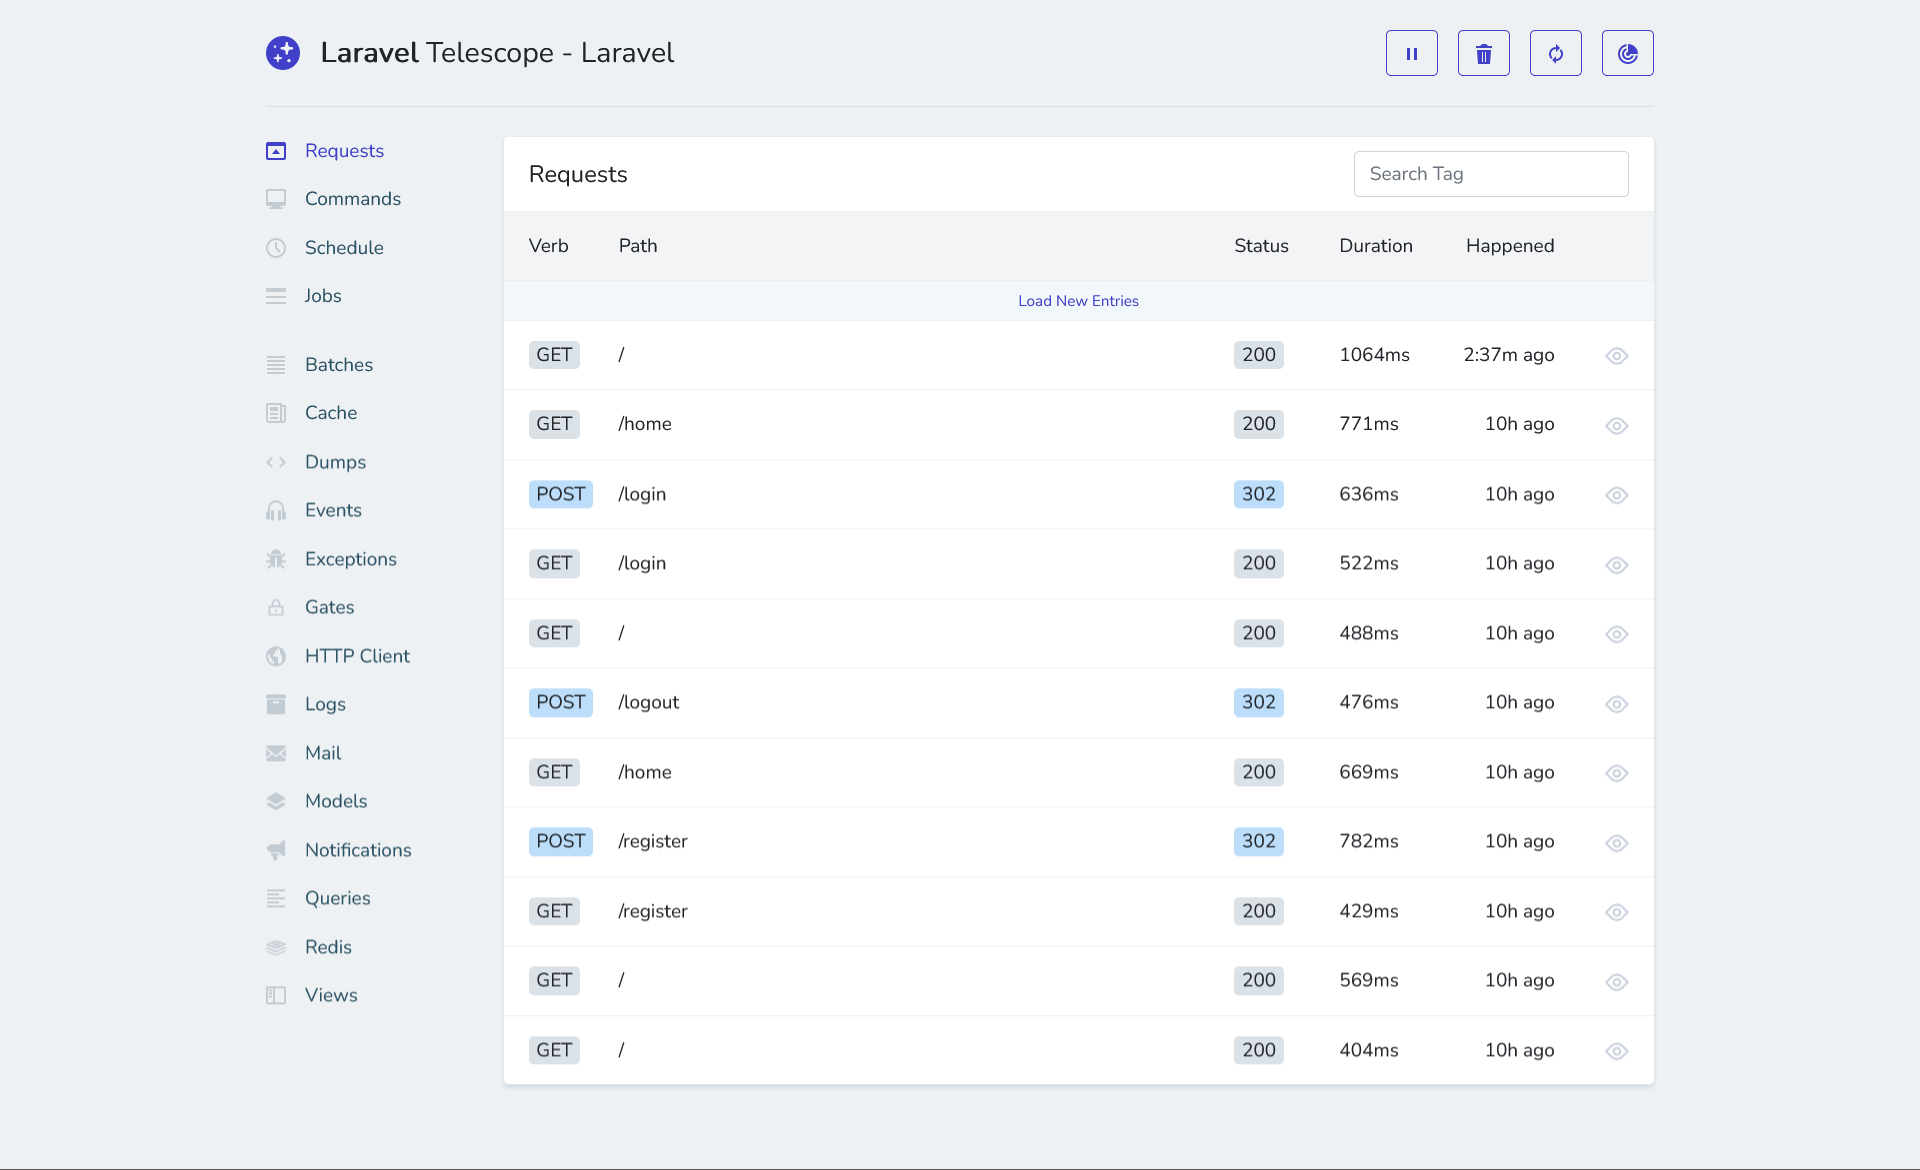 Laravel Telescope - Laravel
Requests
Commands
Schedule
Jobs
Batches
Cache
Dumps
Events
Exceptions
Gates
HTTP Client
Logs
Mail
Models
Notifications
Queries
Redis
Views
Requests Search Tag
Verb Path Status Duration Happened
Load New Entries
GET / 200 1064ms 2:37m ago
GET /home 200 771ms 10h ago
POST /login 302 636ms 10h ago
GET /login 200 522ms 10h ago
GET / 200 488ms 10h ago
POST /logout 302 476ms 10h ago
GET /home 200 669ms 10h ago
POST /register 302 782ms 10h ago
GET /register 200 429ms 10h ago
GET / 200 569ms 10h ago
GET / 200 404ms 10h ago